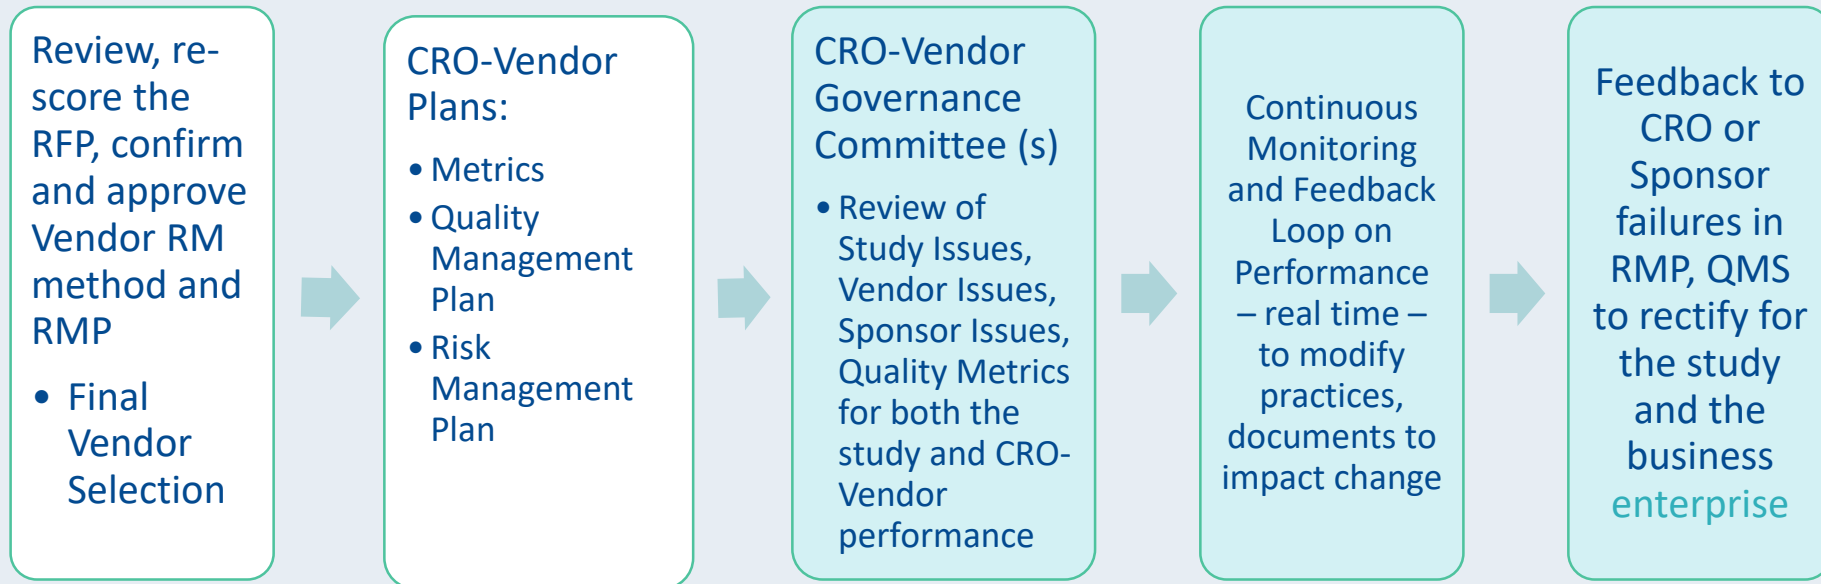 Review, re-
score the
RFP, confirm
and approve
Vendor RM
method and
RMP
• Final
Vendor
Selection
CRO-Vendor
Plans:
• Metrics
• Quality
Management
Plan
• Risk
Management
Plan
CRO-Vendor
Governance
Committee (s)
• Review of
Study Issues,
Vendor Issues,
Sponsor Issues,
Quality Metrics
for both the
study and CRO-
Vendor
performance
Continuous
Monitoring
and Feedback
Loop on
Performance
– real time –
to modify
practices,
documents to
impact change
Feedback to
CRO or
Sponsor
failures in
RMP, QMS
to rectify for
the study
and the
business
enterprise